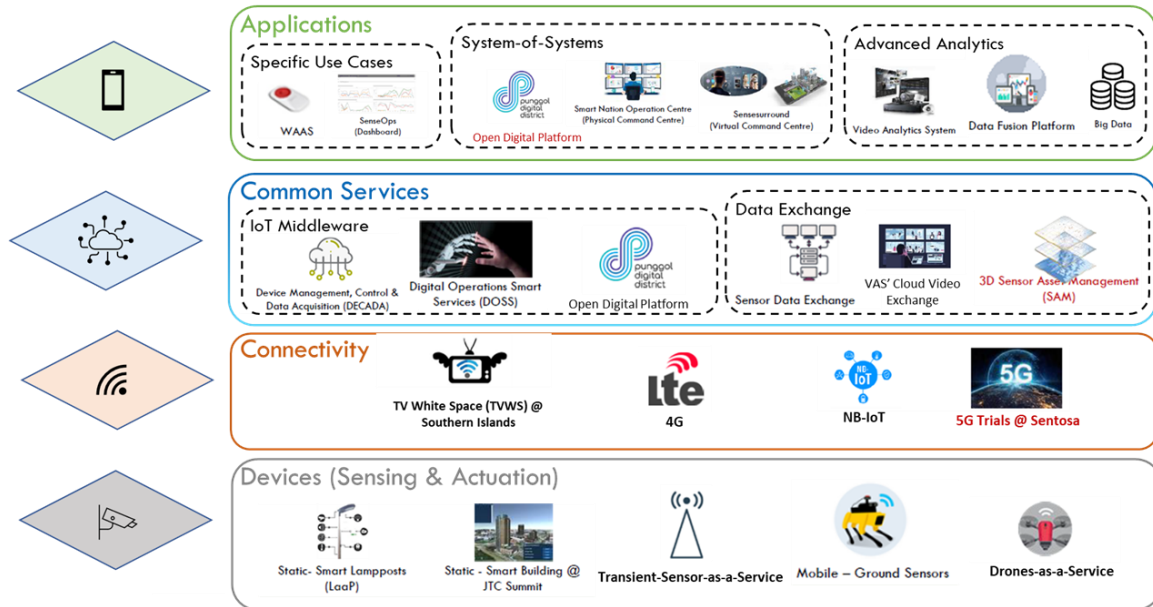 Applications
Specific Use Cases
WAAS
SenseOps
(Dashboard)
System-of-Systems
punggol
digital
district
Open Digital Platform
Smart Nation Operation Centre
(Physical Command Centre)
Sensesurround
(Virtual Command Centre)
Advanced Analytics
Video Analytics System
Data Fusion Platform
Big Data
Common Services
IoT Middleware
Device Management, Control &
Data Acquisition (DECADA)
Digital Operations Smart
Services (DOSS)
punggol
digital
district
Open Digital Platform
Data Exchange
Sensor Data Exchange
VAS’ Cloud Video
Exchange
3D Sensor Asset Management
(SAM)
Connectivity
TV White Space (TVWS) @
Southern Islands
Lte
4G
NB-
IoT
NB-IoT
5G
5G Trials @ Sentosa
Devices (Sensing & Actuation)
Static- Smart Lampposts
(LaaP)
Static - Smart Building @
JTC Summit
Transient-Sensor-as-a-Service
Mobile – Ground Sensors
Drones-as-a-Service